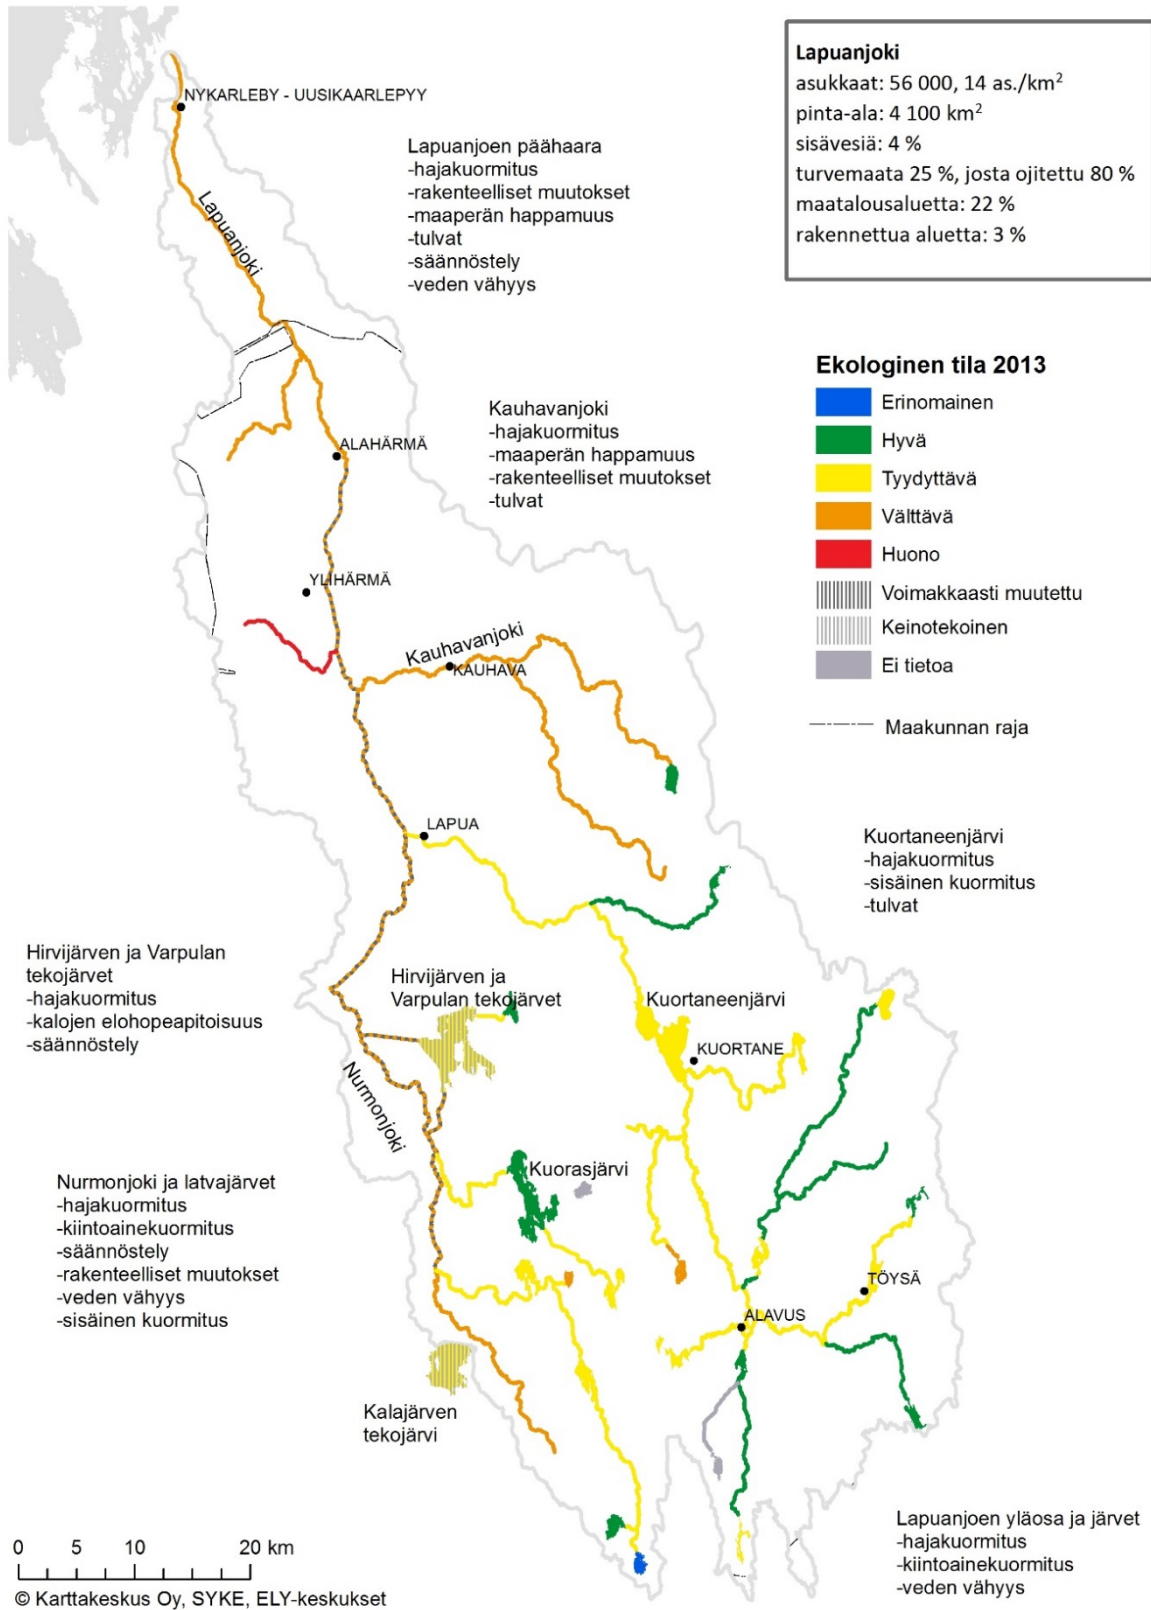 Lapuanjoki
asukkaat: 56 000, 14 as./km²
pinta-ala: 4 100 km²
sisävesiä: 4 %
turvemaata 25 %, josta ojitettu 80 %
maatalousaluetta: 22 %
rakennettua aluetta: 3 %
NYKARLEBY - UUSIKAARLEPYY
Lapuanjoen päähaara
-hajakuormitus
-rakenteelliset muutokset
-maaperän happamuus
-tulvat
-säännöstely
-veden vähyys
Lapuanjoki
Ekologinen tila 2013
Erinomainen
Hyvä
Tyydyttävä
Välttävä
Huono
Voimakkaasti muutettu
Keinotekoinen
Ei tietoa
Maakunnan raja
Kauhavanjoki
-hajakuormitus
-maaperän happamuus
-rakenteelliset muutokset
-tulvat
ALAHÄRMÄ
YLIHÄRMÄ
Kauhavanjoki
KAUHAVA
LAPUA
Kuortaneenjärvi
-hajakuormitus
-sisäinen kuormitus
-tulvat
Hirvijärven ja Varpulan
tekojärvet
-hajakuormitus
-kalojen elohopeapitoisuus
-säännöstely
Hirvijärven ja
Varpulan tekojärvet
Kuortaneenjärvi
KUORTANE
Nurmonjoki
Kuorasjärvi
Nurmonjoki ja latvajärvet
-hajakuormitus
-kiintoainekuormitus
-säännöstely
-rakenteelliset muutokset
-veden vähyys
-sisäinen kuormitus
TÖYSÄ
ALAVUS
Kalajärven
tekojärvi
Lapuanjoen yläosa ja järvet
-hajakuormitus
-kiintoainekuormitus
-veden vähyys
0 5 10 20 km
© Karttakeskus Oy, SYKE, ELY-keskukset